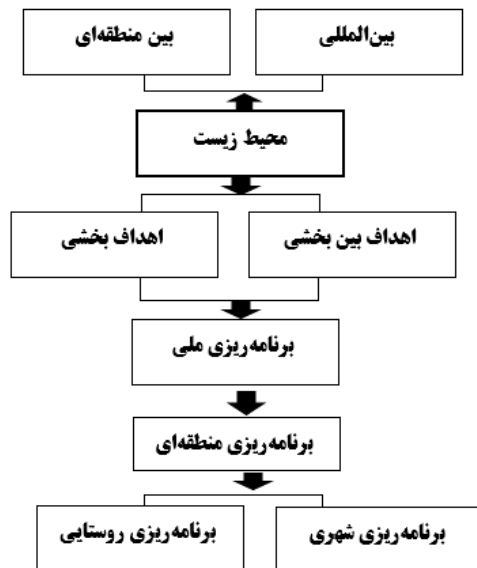 بین‌المللی
بین منطقه‌ای
محیط زیست
اهداف بین بخشی
اهداف بخشی
برنامه‌ریزی ملی
برنامه‌ریزی منطقه‌ای
برنامه‌ریزی شهری
برنامه‌ریزی روستایی